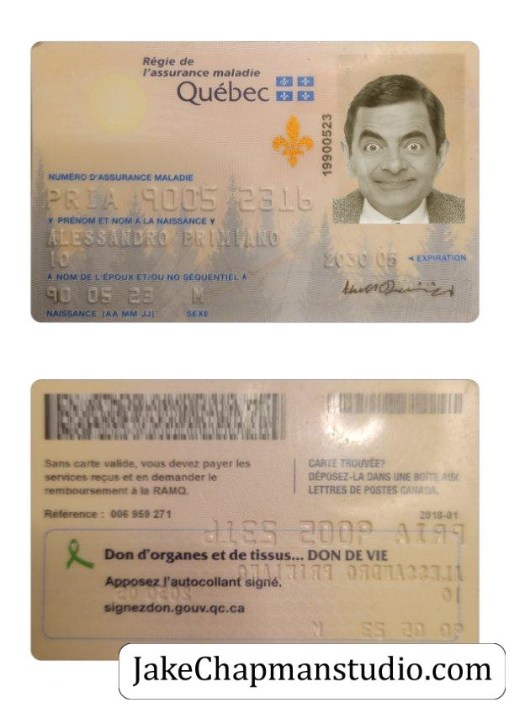 Régie de
l'assurance maladie
Québec
19900523
NUMÉRO D'ASSURANCE MALADIE
PRIA 9005 2316
▼ PRÉNOM ET NOM À LA NAISSANCE ▼
ALESSANDRO PRIMIANO
10
2030 05 ◄ EXPIRATION
▲ NOM DE L'ÉPOUX ET/OU NO SÉQUENTIEL ▲
90 05 23 M
NAISSANCE (AA MM JJ) SEXE
Sans carte valide, vous devez payer les
services reçus et en demander le
remboursement à la RAMQ.
CARTE TROUVÉE?
DÉPOSEZ-LA DANS UNE BOÎTE AUX
LETTRES DE POSTES CANADA.
Référence : 006 959 271
2018-01
Don d'organes et de tissus... DON DE VIE
Apposez l'autocollant signé.
signezdon.gouv.qc.ca
JakeChapmanstudio.com